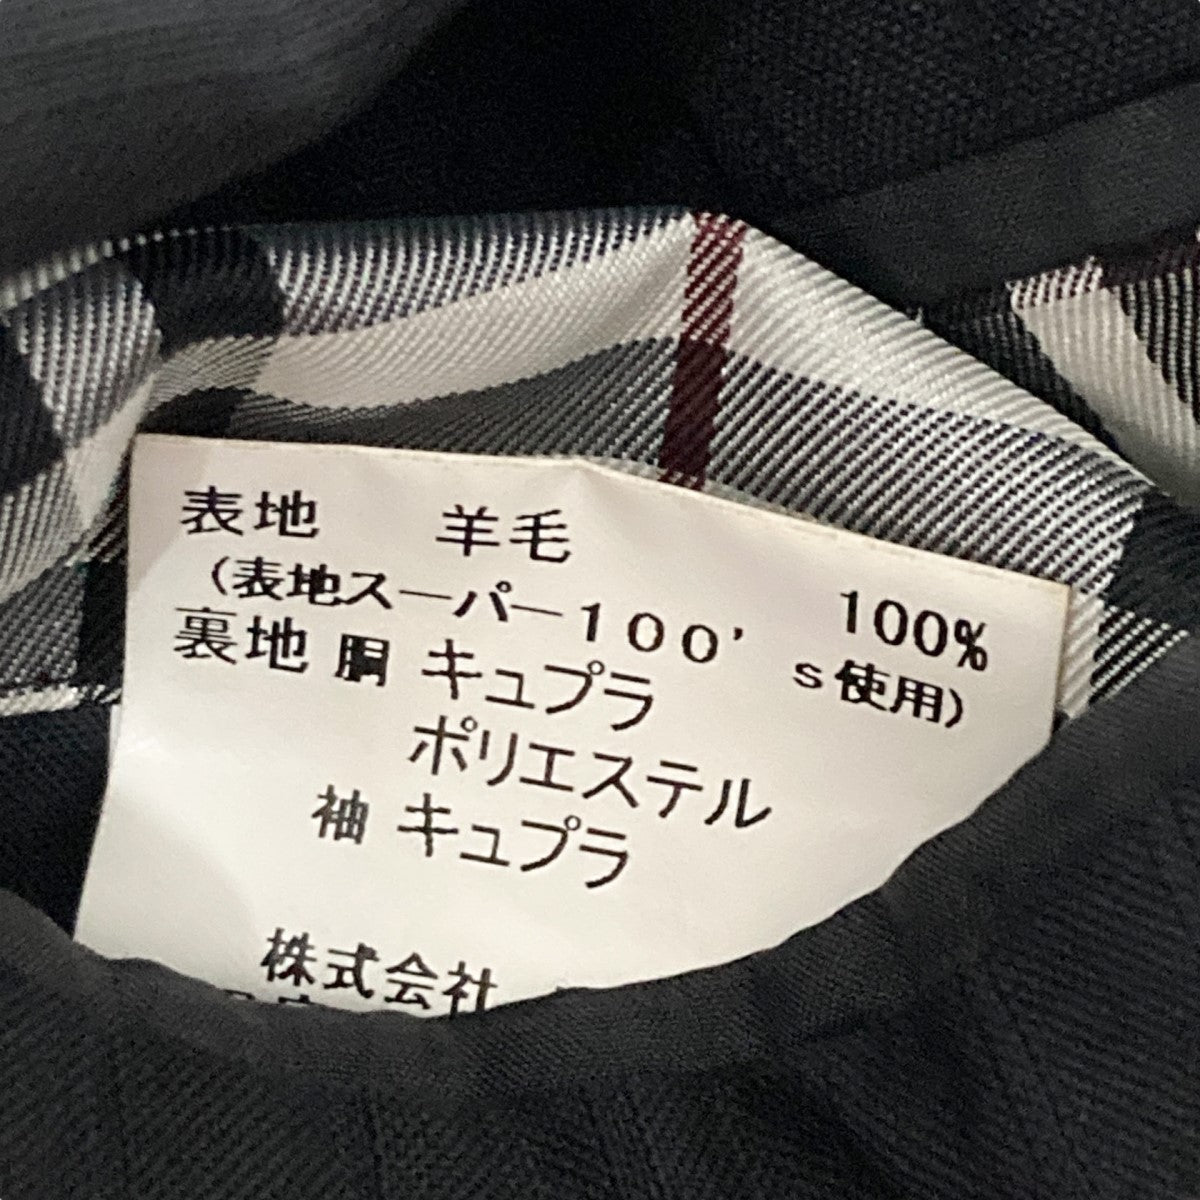 表地 羊毛 100%
(表地スーパー100's使用)
裏地 胴 キュプラ
ポリエステル
袖 キュプラ
株式会社